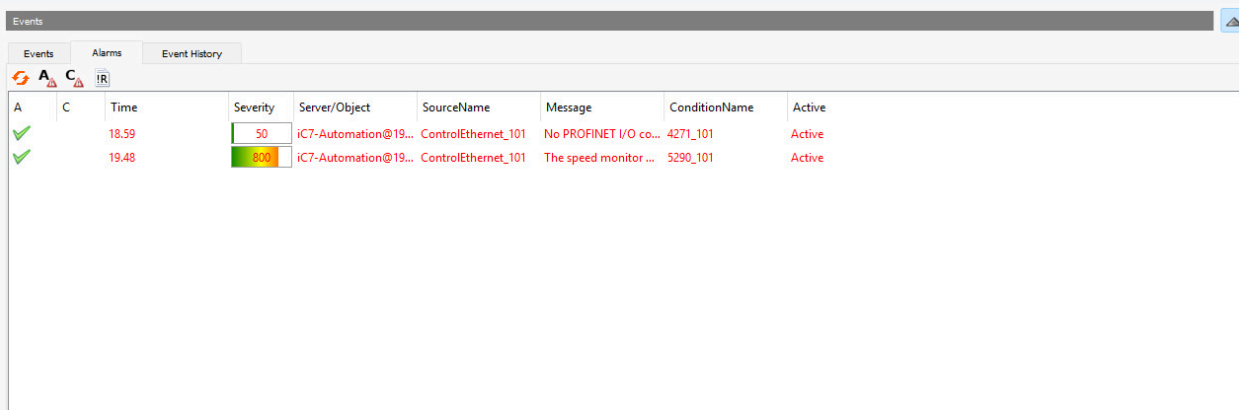 Events
Events Alarms Event History
A C !R
A C Time Severity Server/Object SourceName Message ConditionName Active
18.59 50 iC7-Automation@19... ControlEthernet_101 No PROFINET I/O co... 4271_101 Active
19.48 800 iC7-Automation@19... ControlEthernet_101 The speed monitor ... 5290_101 Active